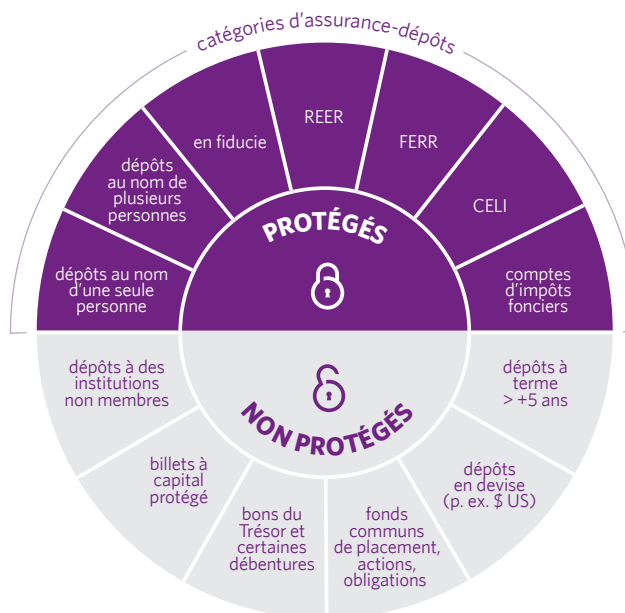 catégories d'assurance-dépôts
dépôts au nom
d'une seule
personne
dépôts
au nom de
plusieurs
personnes
en fiducie
REER
FERR
CELI
comptes
d'impôts
fonciers
PROTÉGÉS
NON PROTÉGÉS
dépôts à des
institutions
non membres
billets à
capital
protégé
bons du
Trésor et
certaines
débentures
fonds
communs
de placement,
actions,
obligations
dépôts
en devise
(p. ex. $ US)
dépôts à
terme
> +5 ans